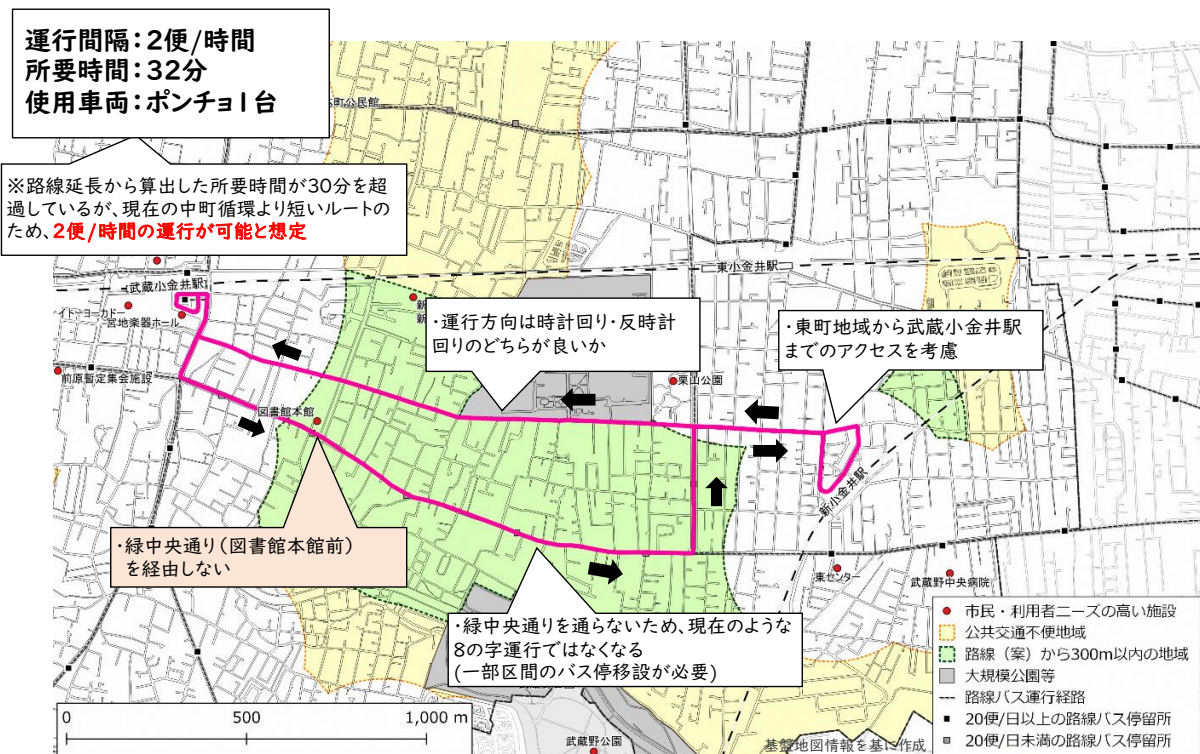 運行間隔:2便/時間
所要時間:32分
使用車両:ポンチョ1台
町公民館
※路線延長から算出した所要時間が30分を超
過しているが、現在の中町循環より短いルートの
ため、2便/時間の運行が可能と想定
東小金井駅
武蔵小金井駅
イトーヨーカドー
宮地楽器ホール
新
・運行方向は時計回り・反時計
回りのどちらが良いか
・東町地域から武蔵小金井駅
までのアクセスを考慮
前原暫定集会施設
栗山公園
図書館本館
新小金井駅
・緑中央通り(図書館本館前)
を経由しない
東センター
武蔵野中央病院
・緑中央通りを通らないため、現在のような
8の字運行ではなくなる
(一部区間のバス停移設が必要)
市民・利用者ニーズの高い施設
公共交通不便地域
路線(案)から300m以内の地域
大規模公園等
路線バス運行経路
20便/日以上の路線バス停留所
20便/日未満の路線バス停留所
0 500 1,000 m
武蔵野公園
基盤地図情報を基に作成